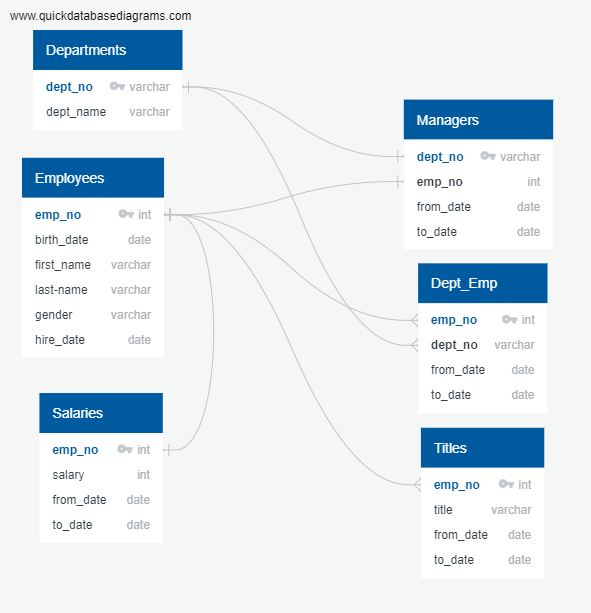 www.quickdatabasediagrams.com
Departments
dept_no varchar
dept_name varchar
Employees
emp_no int
birth_date date
first_name varchar
last-name varchar
gender varchar
hire_date date
Salaries
emp_no int
salary int
from_date date
to_date date
Managers
dept_no varchar
emp_no int
from_date date
to_date date
Dept_Emp
emp_no int
dept_no varchar
from_date date
to_date date
Titles
emp_no int
title varchar
from_date date
to_date date